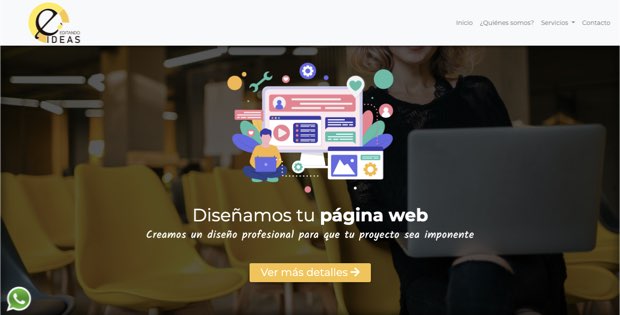 EDITANDO
IDEAS
Inicio ¿Quiénes somos? Servicios Contacto
Diseñamos tu página web
Creamos un diseño profesional para que tu proyecto sea imponente
Ver más detalles →